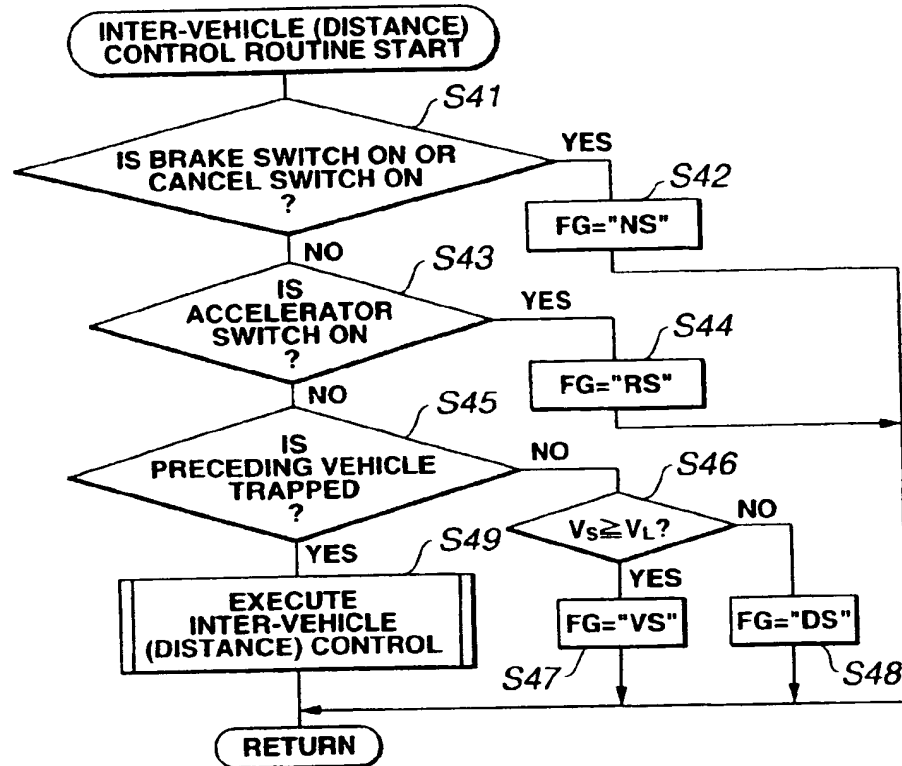 INTER-VEHICLE (DISTANCE)
CONTROL ROUTINE START
S41
IS BRAKE SWITCH ON OR
CANCEL SWITCH ON
?
YES
S42
FG="NS"
NO
S43
IS
ACCELERATOR
SWITCH ON
?
YES
S44
FG="RS"
NO
S45
IS
PRECEDING VEHICLE
TRAPPED
?
NO
S46
VS≧VL?
NO
YES
S49
EXECUTE
INTER-VEHICLE
(DISTANCE) CONTROL
YES
FG="VS"
S47
FG="DS"
S48
RETURN